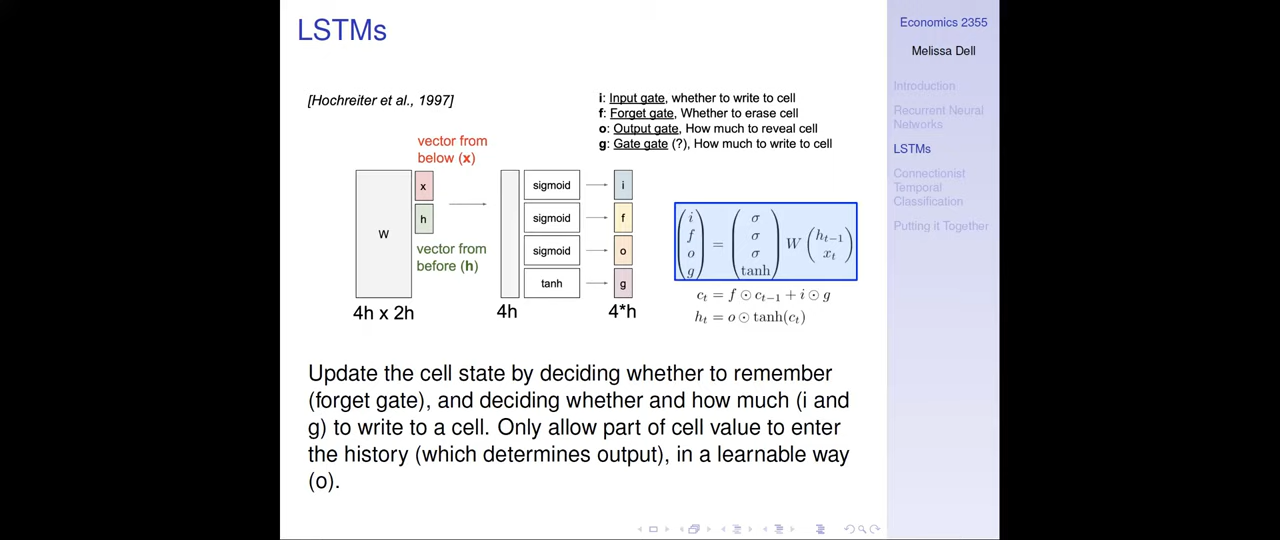 LSTMs
[Hochreiter et al., 1997]
i: Input gate, whether to write to cell
f: Forget gate, Whether to erase cell
o: Output gate, How much to reveal cell
g: Gate gate (?), How much to write to cell
vector from
below (x)
x
h
W
vector from
before (h)
4h x 2h
4h
sigmoid
sigmoid
sigmoid
tanh
i
f
o
g
4*h
(i f o g) = (σ σ σ tanh) W (h_{t−1} x_t)
c_t = f ⊙ c_{t−1} + i ⊙ g
h_t = o ⊙ tanh(c_t)
Update the cell state by deciding whether to remember
(forget gate), and deciding whether and how much (i and
g) to write to a cell. Only allow part of cell value to enter
the history (which determines output), in a learnable way
(o).
Economics 2355
Melissa Dell
Introduction
Recurrent Neural
Networks
LSTMs
Connectionist
Temporal
Classification
Putting it Together